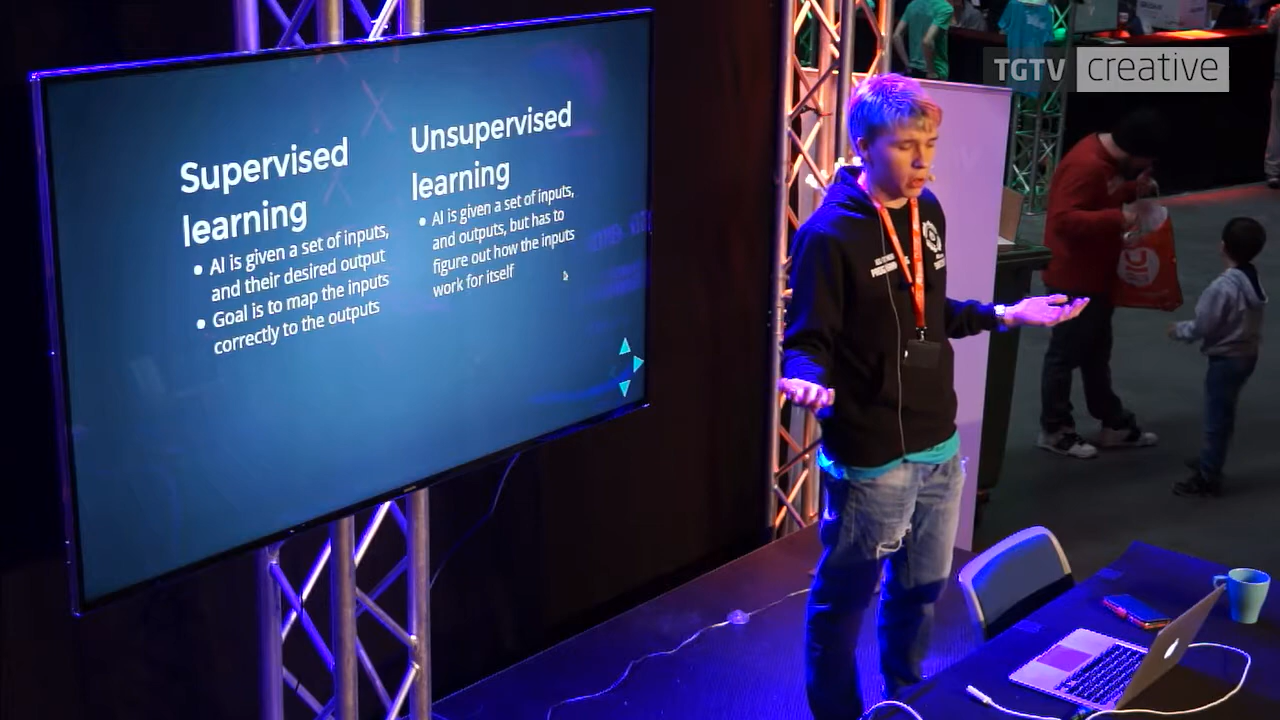 TGTV creative
Supervised
learning
• AI is given a set of inputs,
and their desired output
• Goal is to map the inputs
correctly to the outputs
Unsupervised
learning
• AI is given a set of inputs,
and outputs, but has to
figure out how the inputs
work for itself